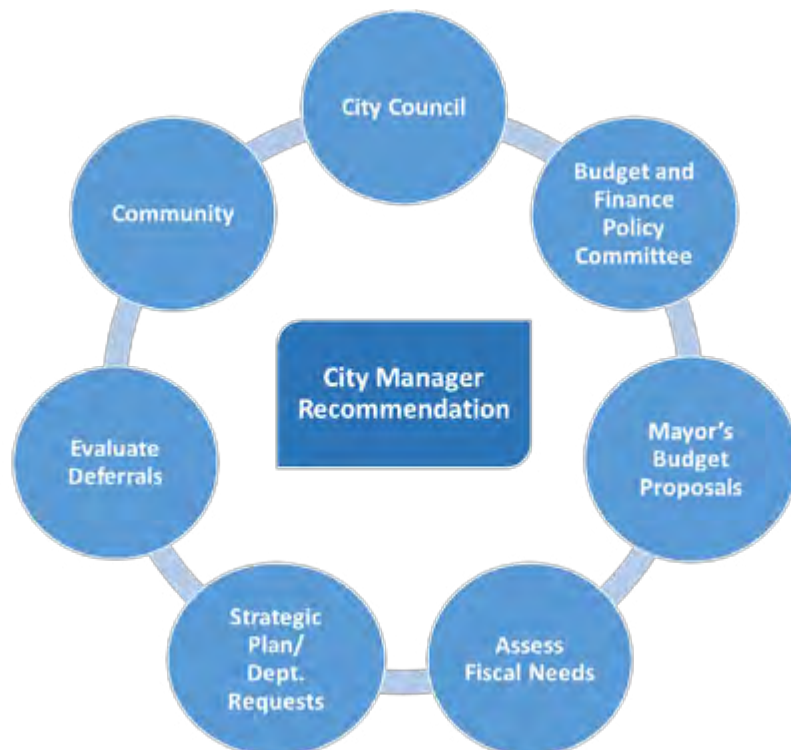 City Council
Budget and
Finance
Policy
Committee
Mayor's
Budget
Proposals
Assess
Fiscal Needs
Strategic
Plan/
Dept.
Requests
Evaluate
Deferrals
Community
City Manager
Recommendation